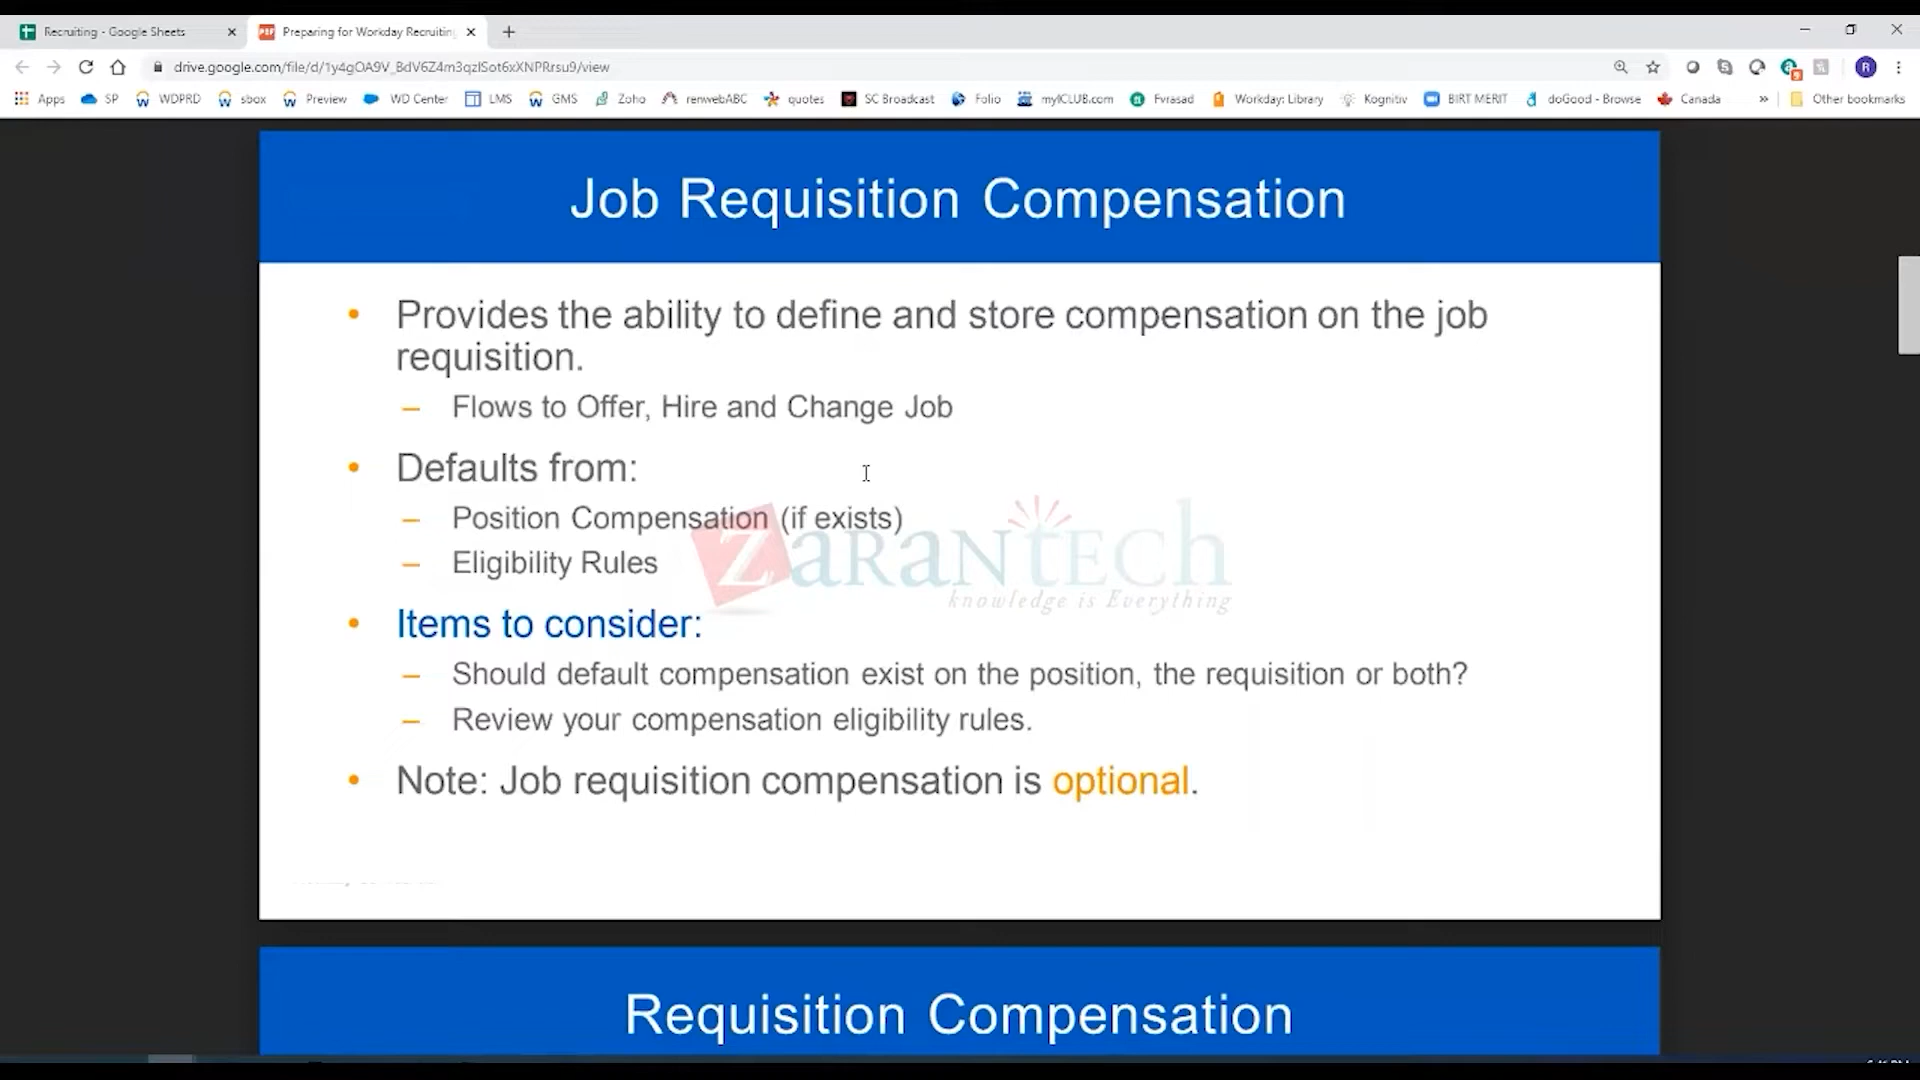 Recruiting - Google Sheets
Preparing for Workday Recruiting
drive.google.com/file/d/1y4gOA9V_BdV6Z4m3qzlSot6xXNPRrsu9/view
R
Apps SP WDPRD sbox Preview WD Center LMS GMS Zoho renwebABC quotes SC Broadcast Folio myICLUB.com Fvrasad Workday: Library Kognitiv BIRT MERIT doGood - Browse Canada » Other bookmarks
Job Requisition Compensation
• Provides the ability to define and store compensation on the job
requisition.
– Flows to Offer, Hire and Change Job
• Defaults from:
– Position Compensation (if exists)
– Eligibility Rules
ZaranTech
knowledge is Everything
• Items to consider:
– Should default compensation exist on the position, the requisition or both?
– Review your compensation eligibility rules.
• Note: Job requisition compensation is optional.
Requisition Compensation